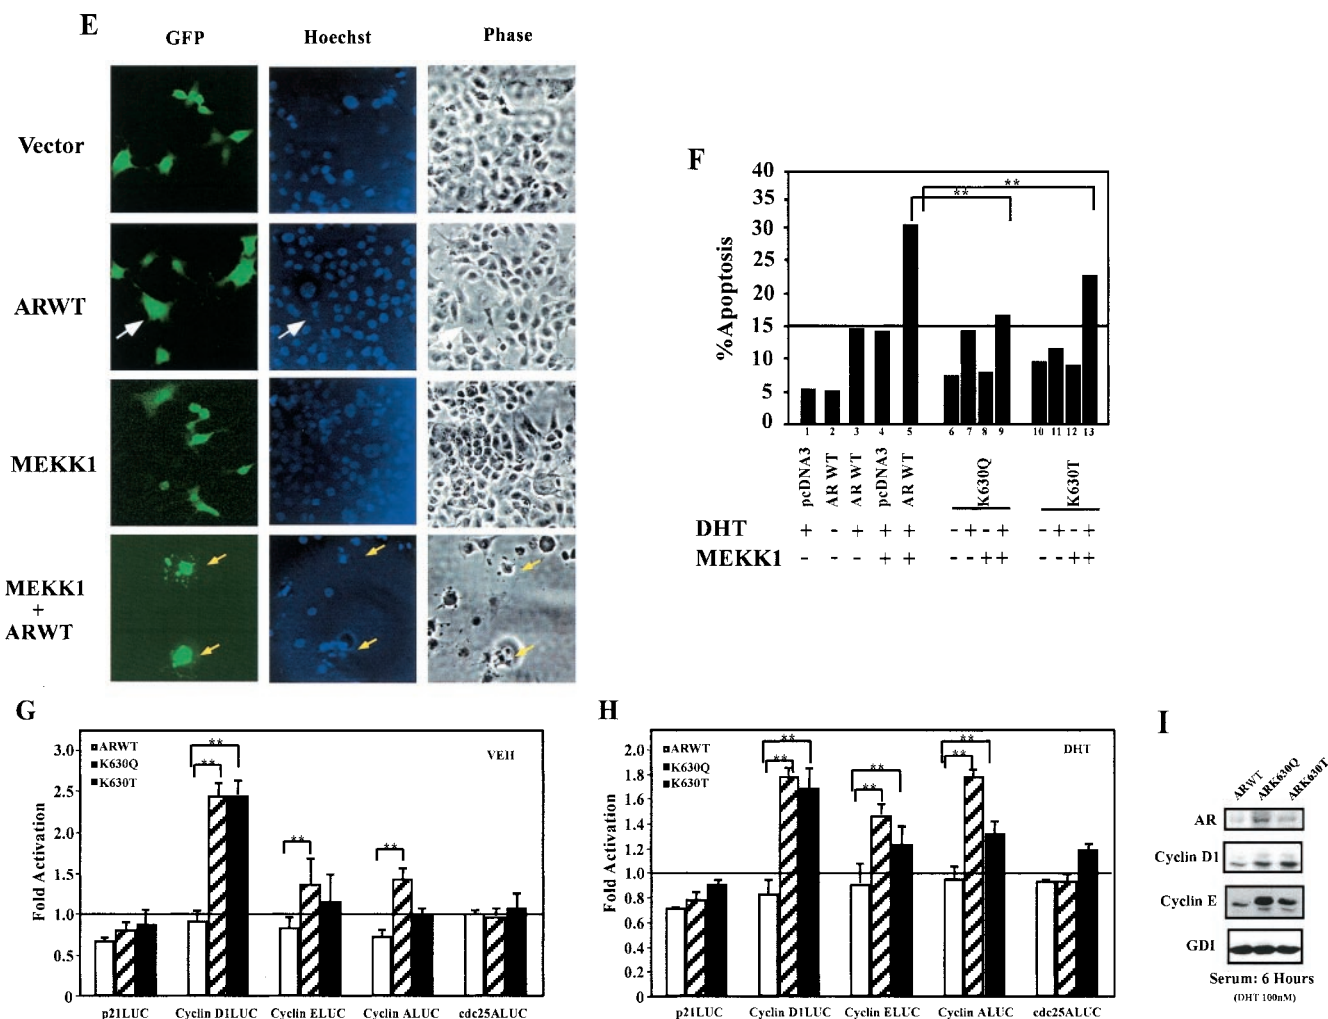 E
GFP Hoechst Phase
Vector
ARWT
MEKK1
MEKK1
+
ARWT
F
%Apoptosis
40
35
30
25
20
15
10
5
0
** **
1 2 3 4 5 6 7 8 9 10 11 12 13
pcDNA3 AR WT AR WT pcDNA3 AR WT K630Q K630T
DHT + - + + + - + - + - + - +
MEKK1 - - - + + - - + + - - + +
G
Fold Activation
3.0
2.5
2.0
1.5
1.0
0.5
0
ARWT
K630Q
K630T
VEH
**
**
**
**
p21LUC Cyclin D1LUC Cyclin ELUC Cyclin ALUC cdc25ALUC
H
Fold Activation
2.0
1.8
1.6
1.4
1.2
1.0
0.8
0.6
0.4
0.2
0
ARWT
K630Q
K630T
DHT
**
**
**
**
**
**
p21LUC Cyclin D1LUC Cyclin ELUC Cyclin ALUC cdc25ALUC
I
ARWT ARK630Q ARK630T
AR
Cyclin D1
Cyclin E
GDI
Serum: 6 Hours
(DHT 100nM)